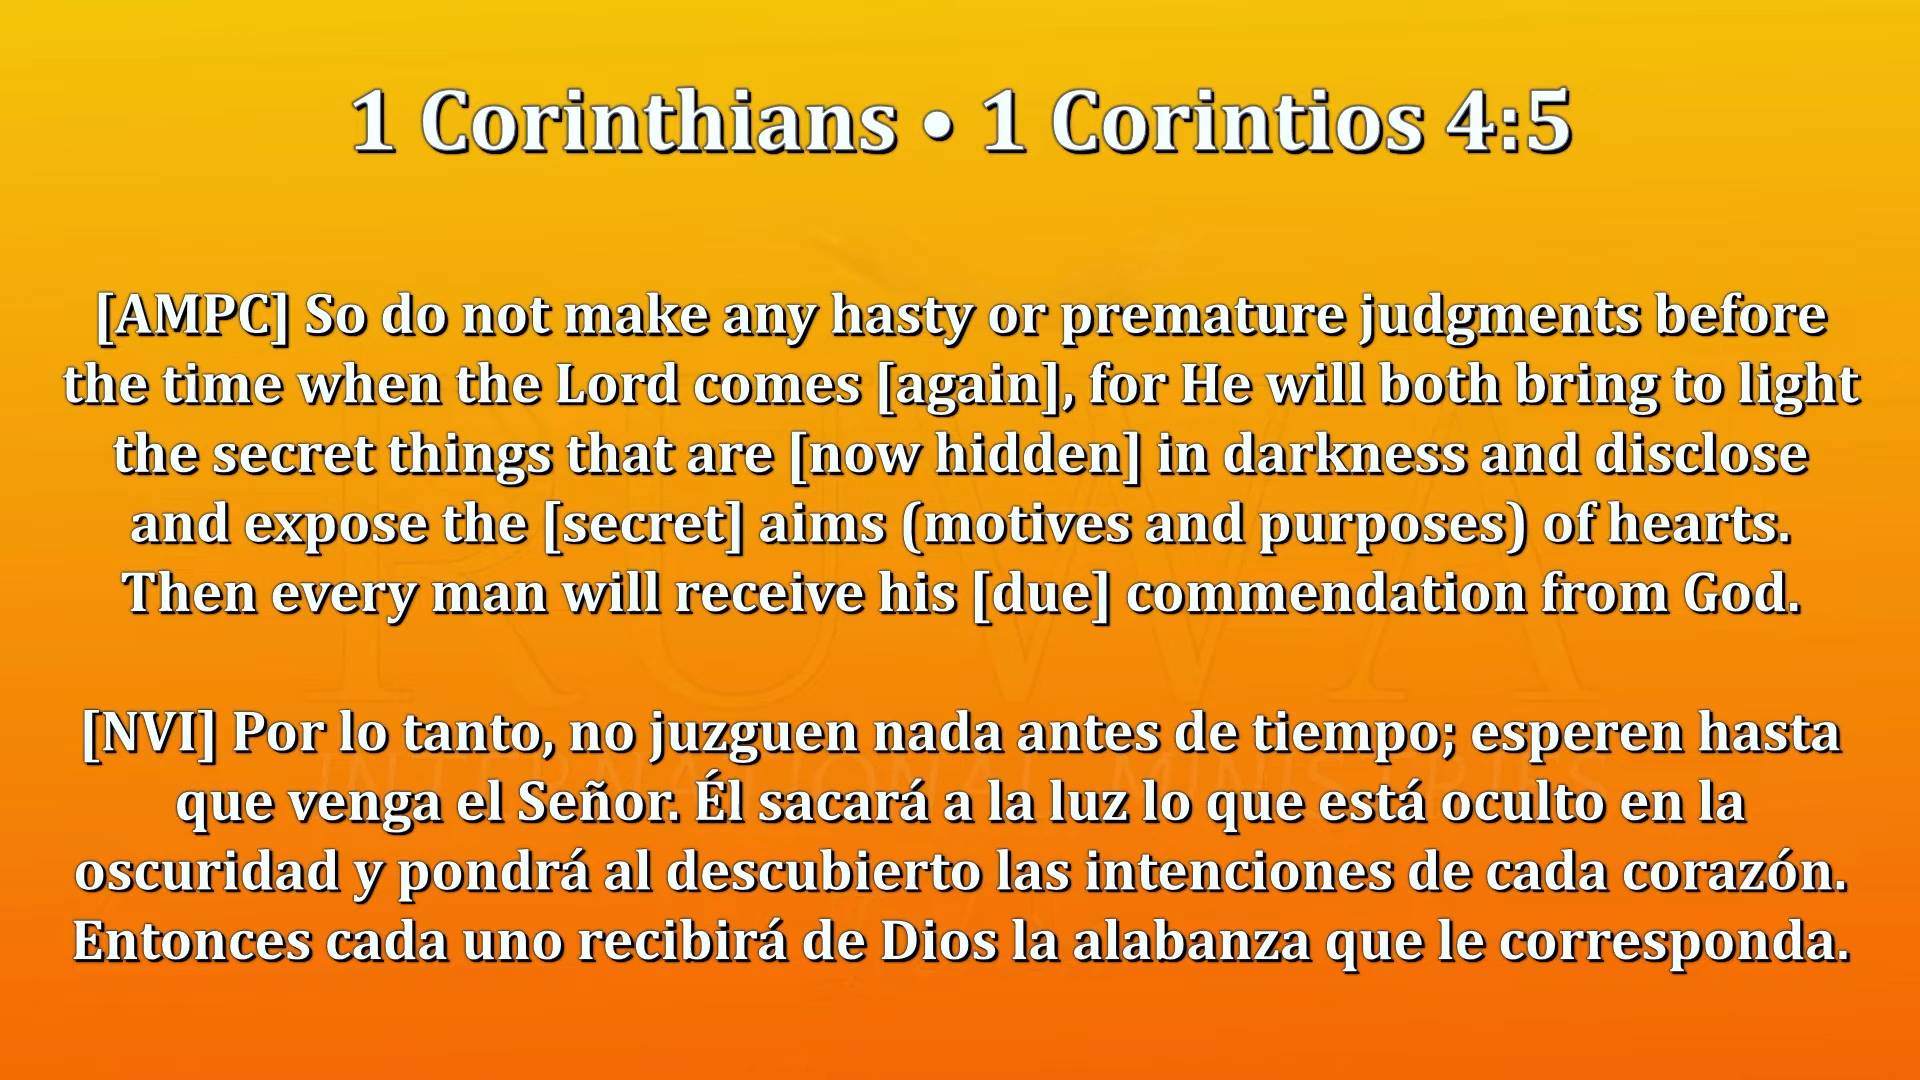 1 Corinthians • 1 Corintios 4:5
[AMPC] So do not make any hasty or premature judgments before
the time when the Lord comes [again], for He will both bring to light
the secret things that are [now hidden] in darkness and disclose
and expose the [secret] aims (motives and purposes) of hearts.
Then every man will receive his [due] commendation from God.
[NVI] Por lo tanto, no juzguen nada antes de tiempo; esperen hasta
que venga el Señor. Él sacará a la luz lo que está oculto en la
oscuridad y pondrá al descubierto las intenciones de cada corazón.
Entonces cada uno recibirá de Dios la alabanza que le corresponda.
RUWA
INTERNATIONAL MINISTRIES